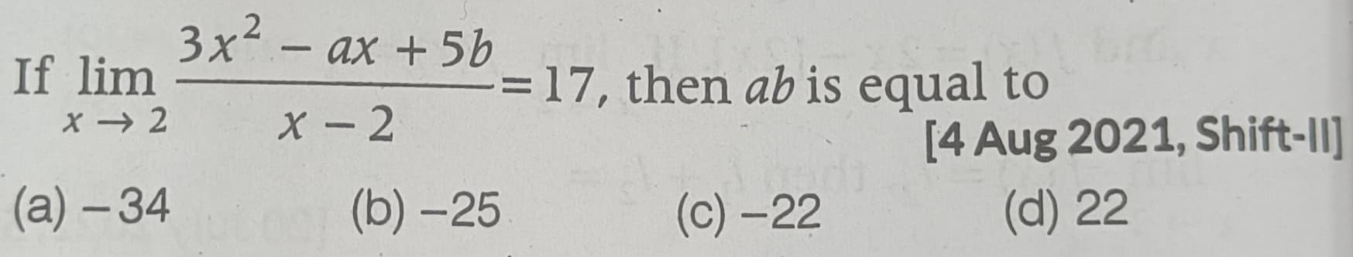 If lim x → 2 (3x² – ax + 5b)/(x – 2) = 17, then ab is equal to
[4 Aug 2021, Shift-II]
(a) –34 (b) –25 (c) –22 (d) 22